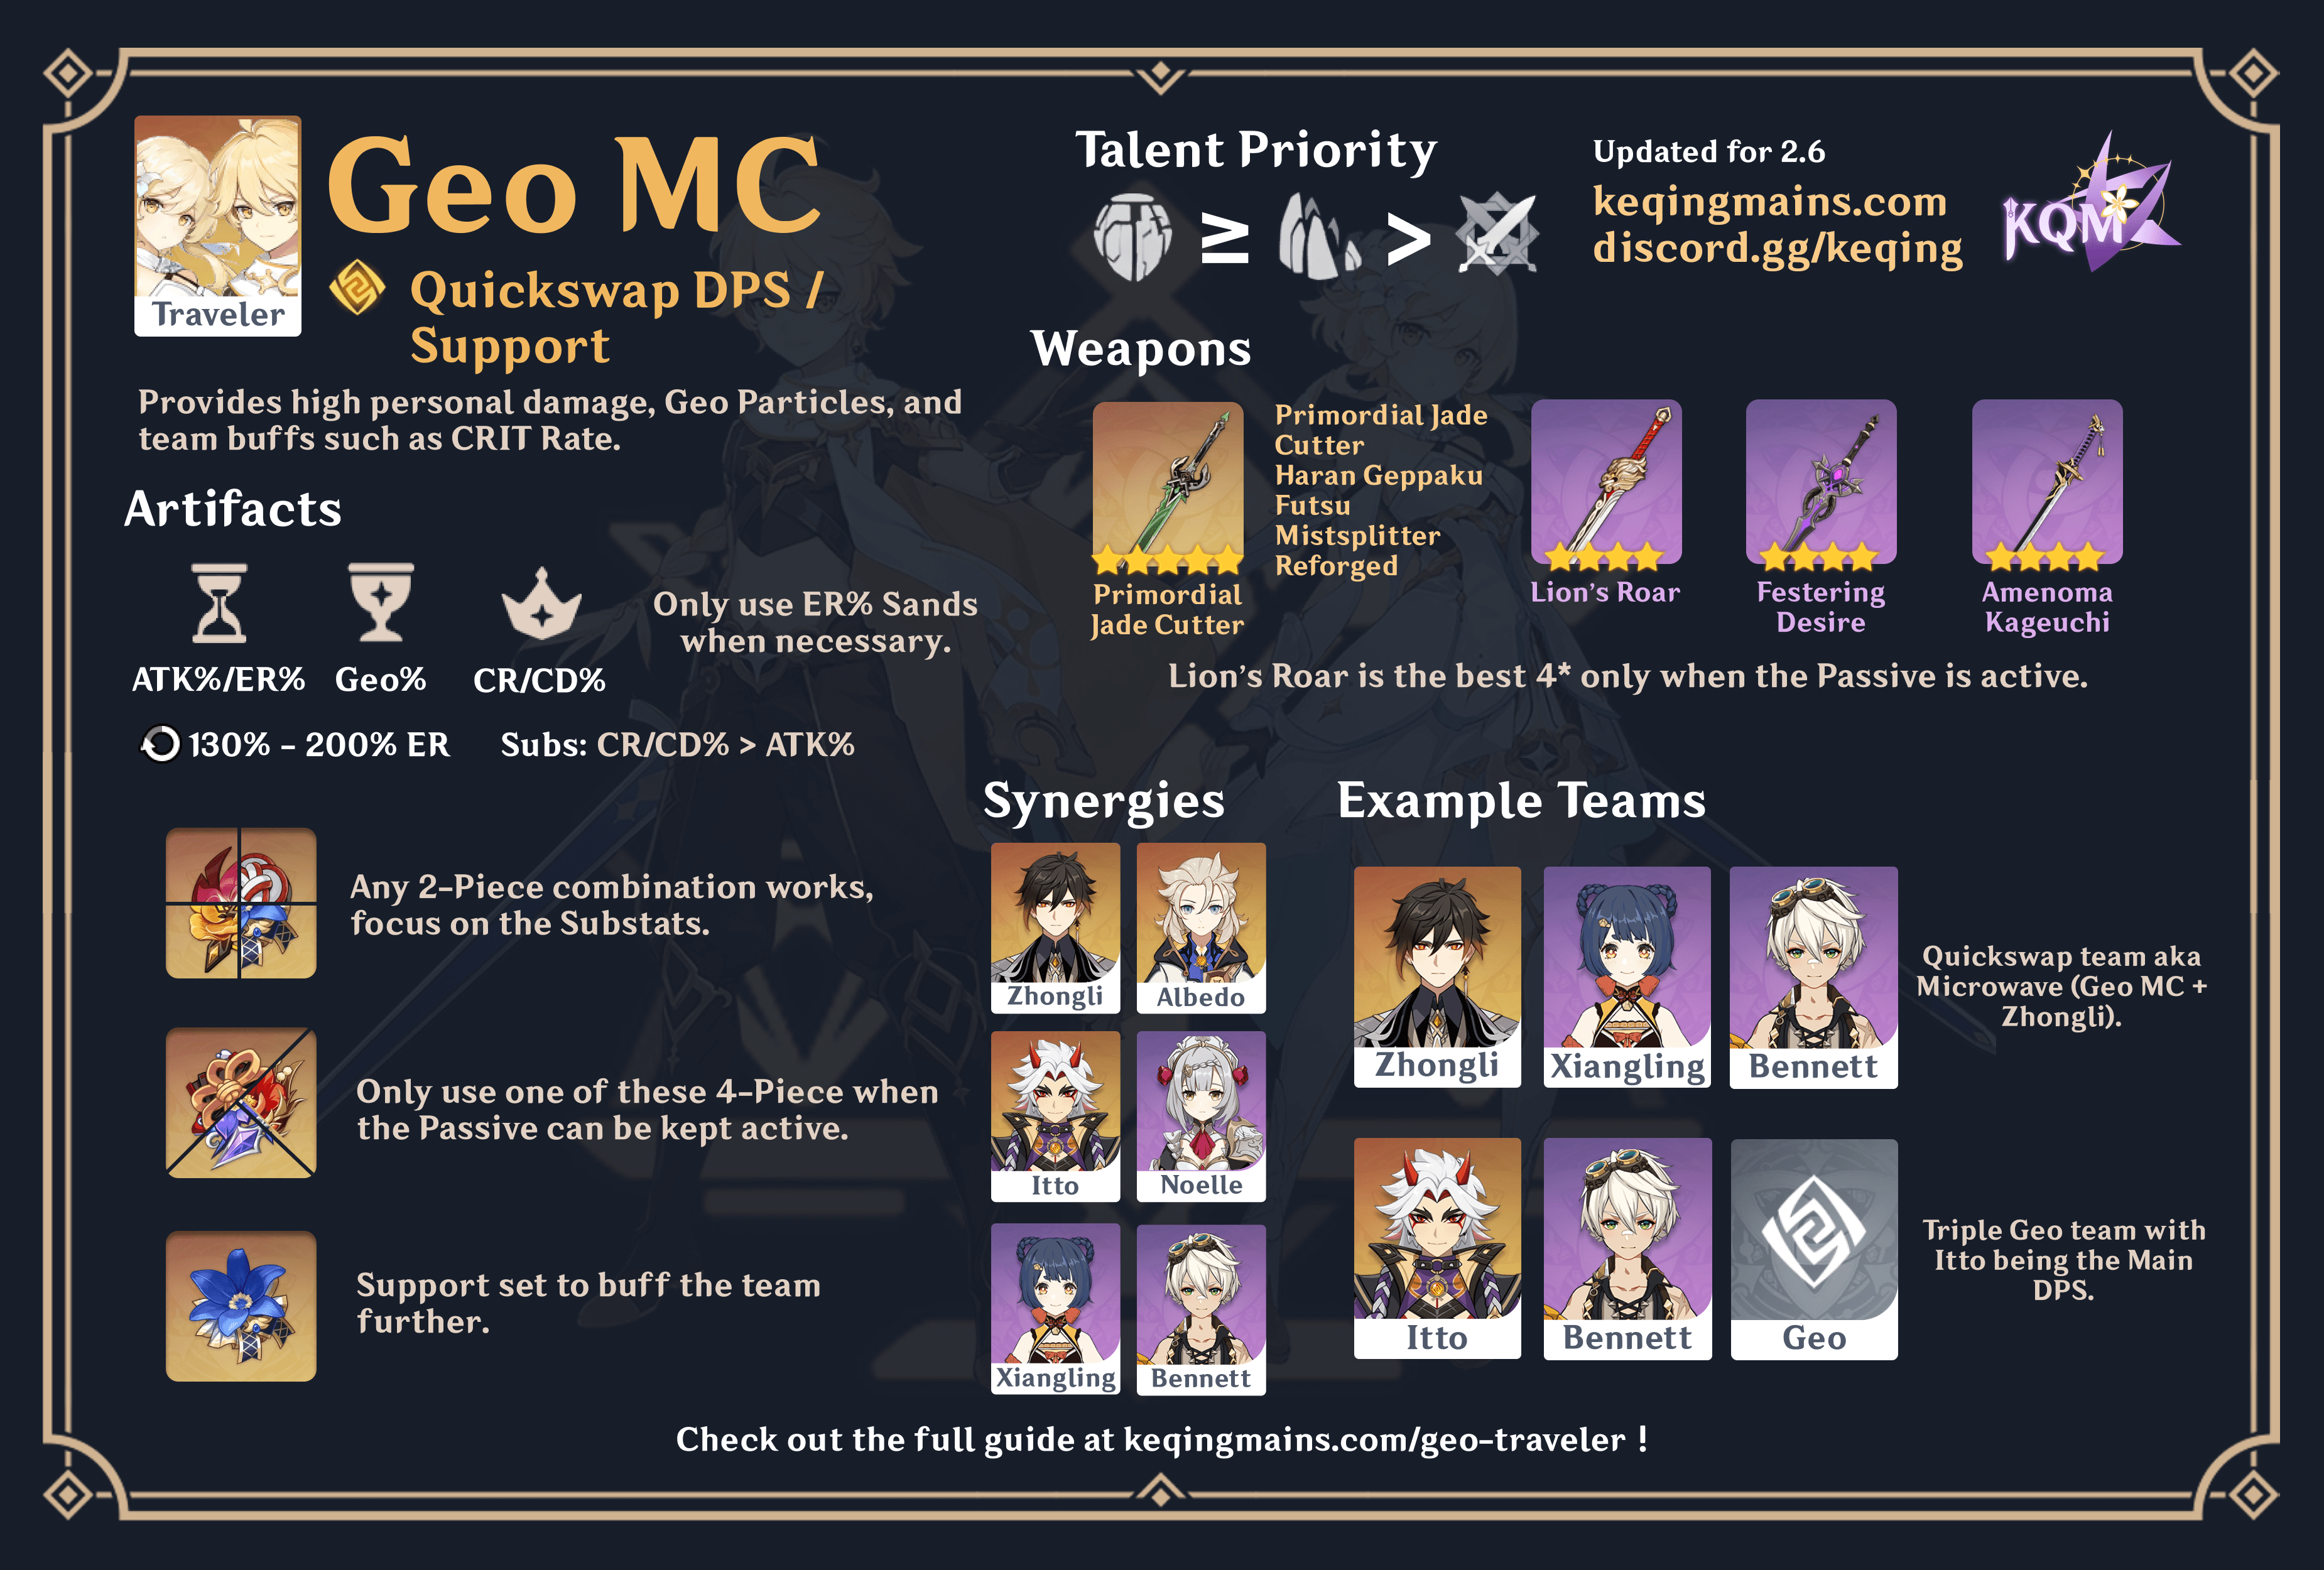 Geo MC
Quickswap DPS /
Support
Traveler
Provides high personal damage, Geo Particles, and
team buffs such as CRIT Rate.
Artifacts
Only use ER% Sands
when necessary.
ATK%/ER%
Geo%
CR/CD%
130% - 200% ER
Subs: CR/CD% > ATK%
Any 2-Piece combination works,
focus on the Substats.
Only use one of these 4-Piece when
the Passive can be kept active.
Support set to buff the team
further.
Talent Priority
≥
>
Updated for 2.6
keqingmains.com
discord.gg/keqing
KQM
Weapons
Primordial
Jade Cutter
Primordial Jade
Cutter
Haran Geppaku
Futsu
Mistsplitter
Reforged
Lion's Roar
Festering
Desire
Amenoma
Kageuchi
Lion's Roar is the best 4* only when the Passive is active.
Synergies
Zhongli
Albedo
Itto
Noelle
Xiangling
Bennett
Example Teams
Zhongli
Xiangling
Bennett
Quickswap team aka
Microwave (Geo MC +
Zhongli).
Itto
Bennett
Geo
Triple Geo team with
Itto being the Main
DPS.
Check out the full guide at keqingmains.com/geo-traveler !